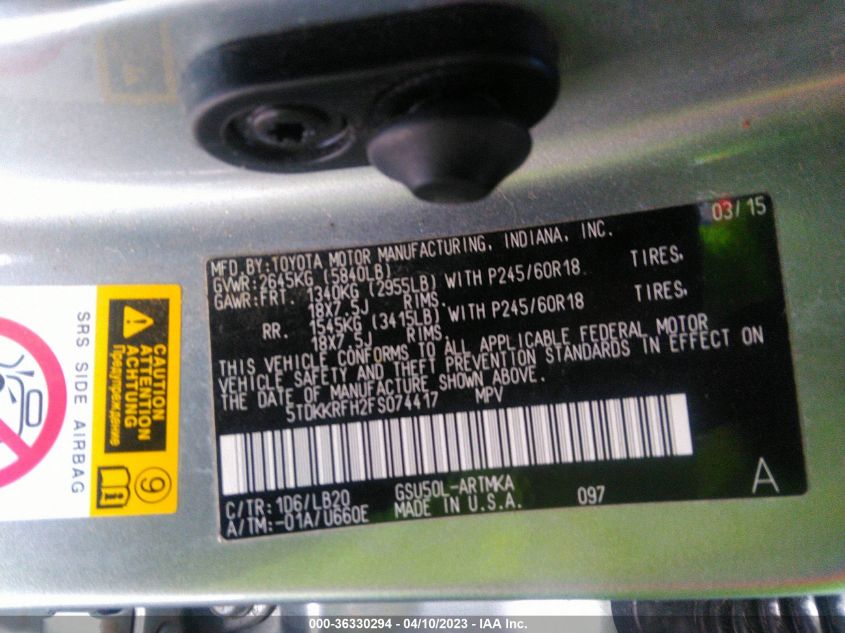 03/15
MFD.BY:TOYOTA MOTOR MANUFACTURING, INDIANA, INC.
GVWR:2645KG (5840LB)
GAWR:FRT. 1340KG (2955LB) WITH P245/60R18 TIRES,
18X7.5J RIMS.
RR. 1545KG (3415LB) WITH P245/60R18 TIRES,
18X7.5J RIMS.
THIS VEHICLE CONFORMS TO ALL APPLICABLE FEDERAL MOTOR
VEHICLE SAFETY AND THEFT PREVENTION STANDARDS IN EFFECT ON
THE DATE OF MANUFACTURE SHOWN ABOVE.
5TDKKRFH2FS074417 MPV
C/TR:1D6/LB20 GSU50L-ARTMKA
A/TM:-01A/U660E MADE IN U.S.A. 097 A
SRS SIDE AIRBAG
CAUTION
ATTENTION
ACHTUNG
Предупреждение
9
000-36330294 - 04/10/2023 - IAA Inc.